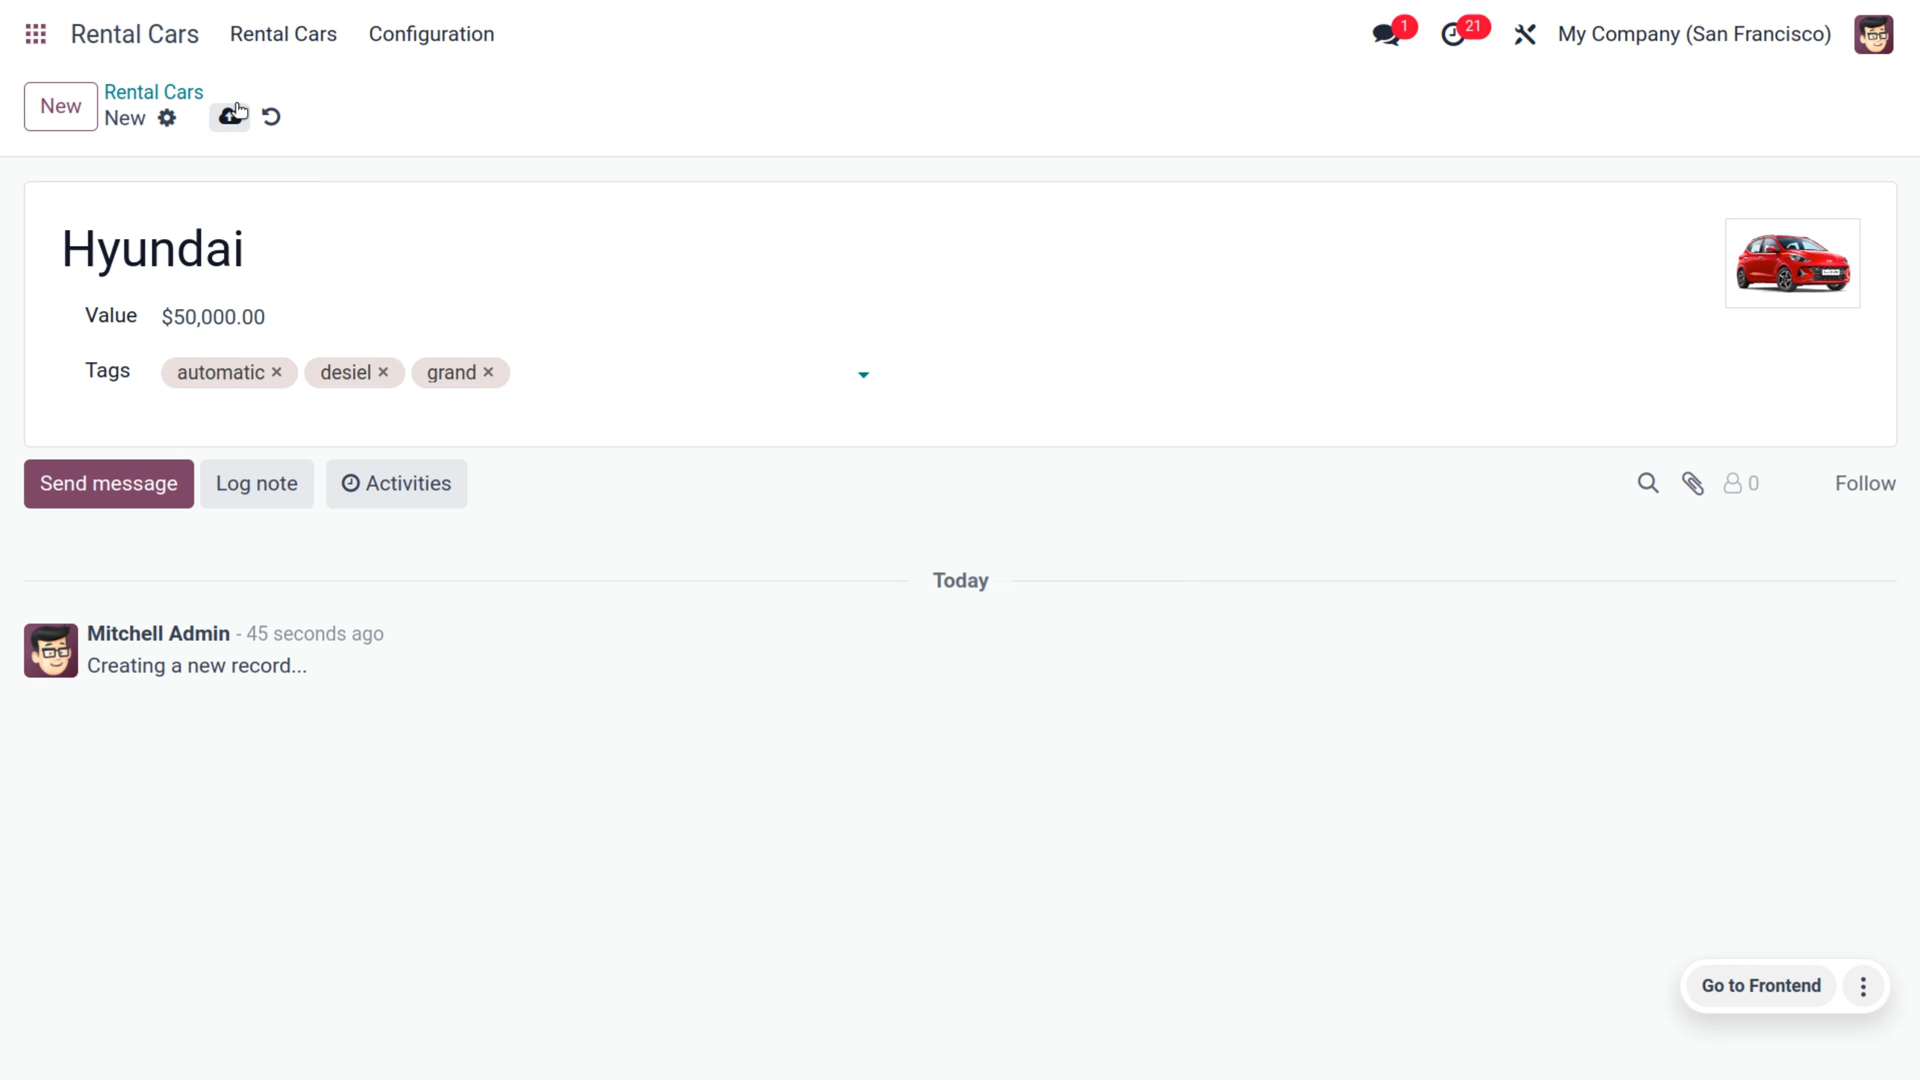 Rental Cars Rental Cars Configuration 1 21 My Company (San Francisco)
New
Rental Cars
New
Hyundai
Value $50,000.00
Tags automatic × desiel × grand ×
Send message Log note Activities 0 Follow
Today
Mitchell Admin - 45 seconds ago
Creating a new record...
Go to Frontend